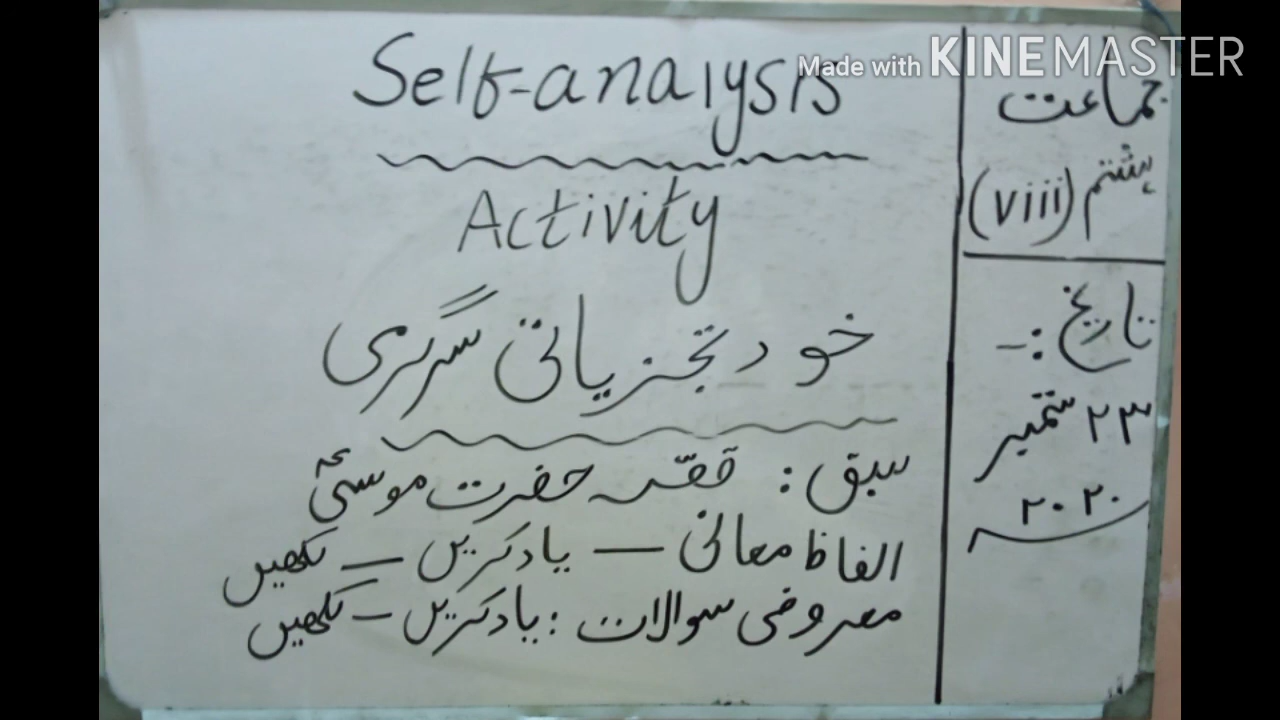 Self-analysis
Activity
خود تجزیاتی سرگرمی
سبق : قصّہ حضرت موسیٰؑ
الفاظ معانی — یاد کریں — لکھیں
معروضی سوالات : یاد کریں — لکھیں
جماعت
ہشتم (viii)
تاریخ :-
۲۳ ستمبر
۲۰۲۰
Made with KINEMASTER